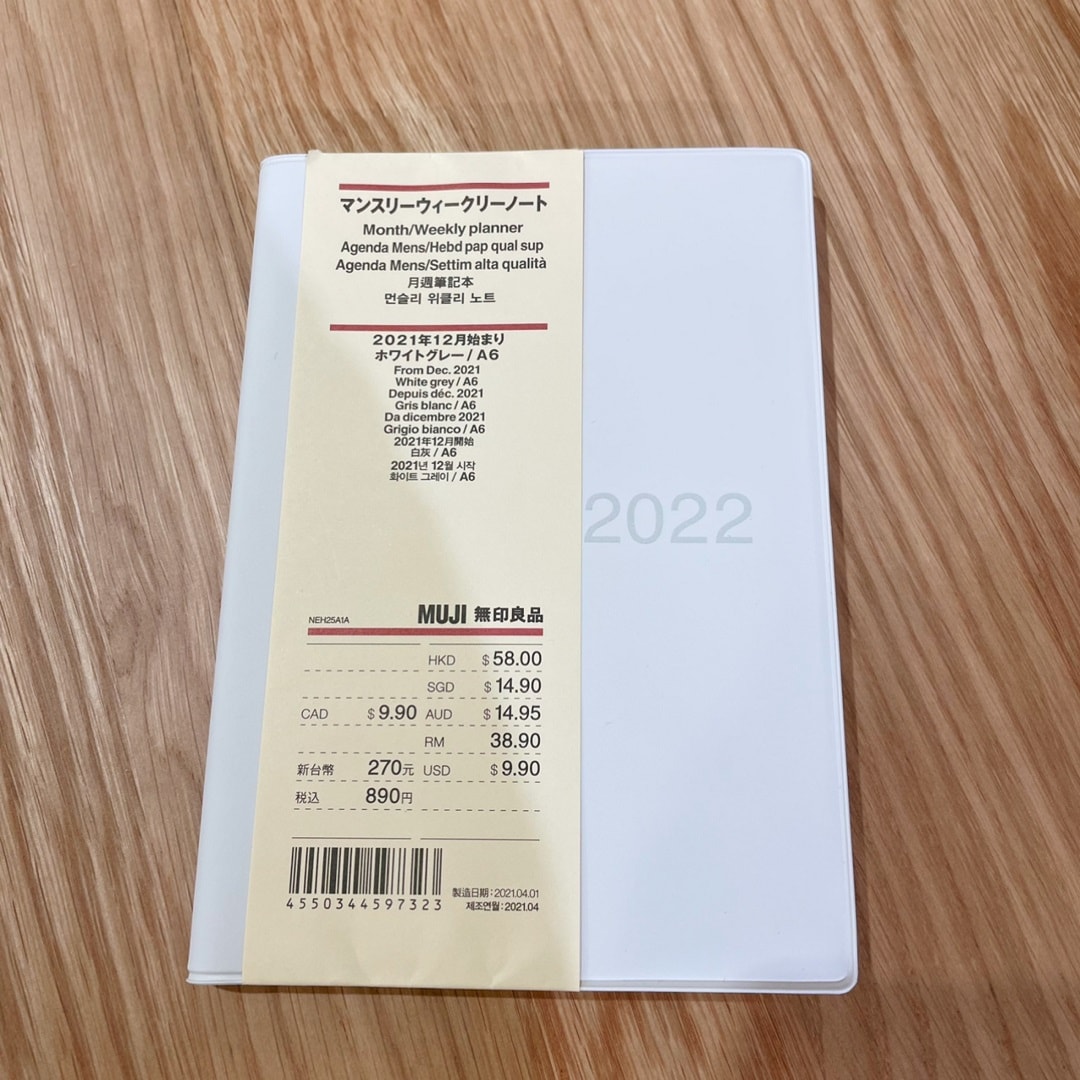 マンスリーウィークリーノート
Month/Weekly planner
Agenda Mens/Hebd pap qual sup
Agenda Mens/Settim alta qualità
月週筆記本
먼슬리 위클리 노트
2021年12月始まり
ホワイトグレー/A6
From Dec. 2021
White grey/A6
Depuis déc. 2021
Gris blanc/A6
Da dicembre 2021
Grigio bianco/A6
2021年12月開始
白灰/A6
2021년 12월 시작
화이트 그레이/A6
2022
NEH25A1A MUJI 無印良品
HKD $58.00
SGD $14.90
CAD $9.90 AUD $14.95
RM 38.90
新台幣 270元 USD $9.90
税込 890円
4550344597323
製造日期:2021.04.01
제조연월:2021.04